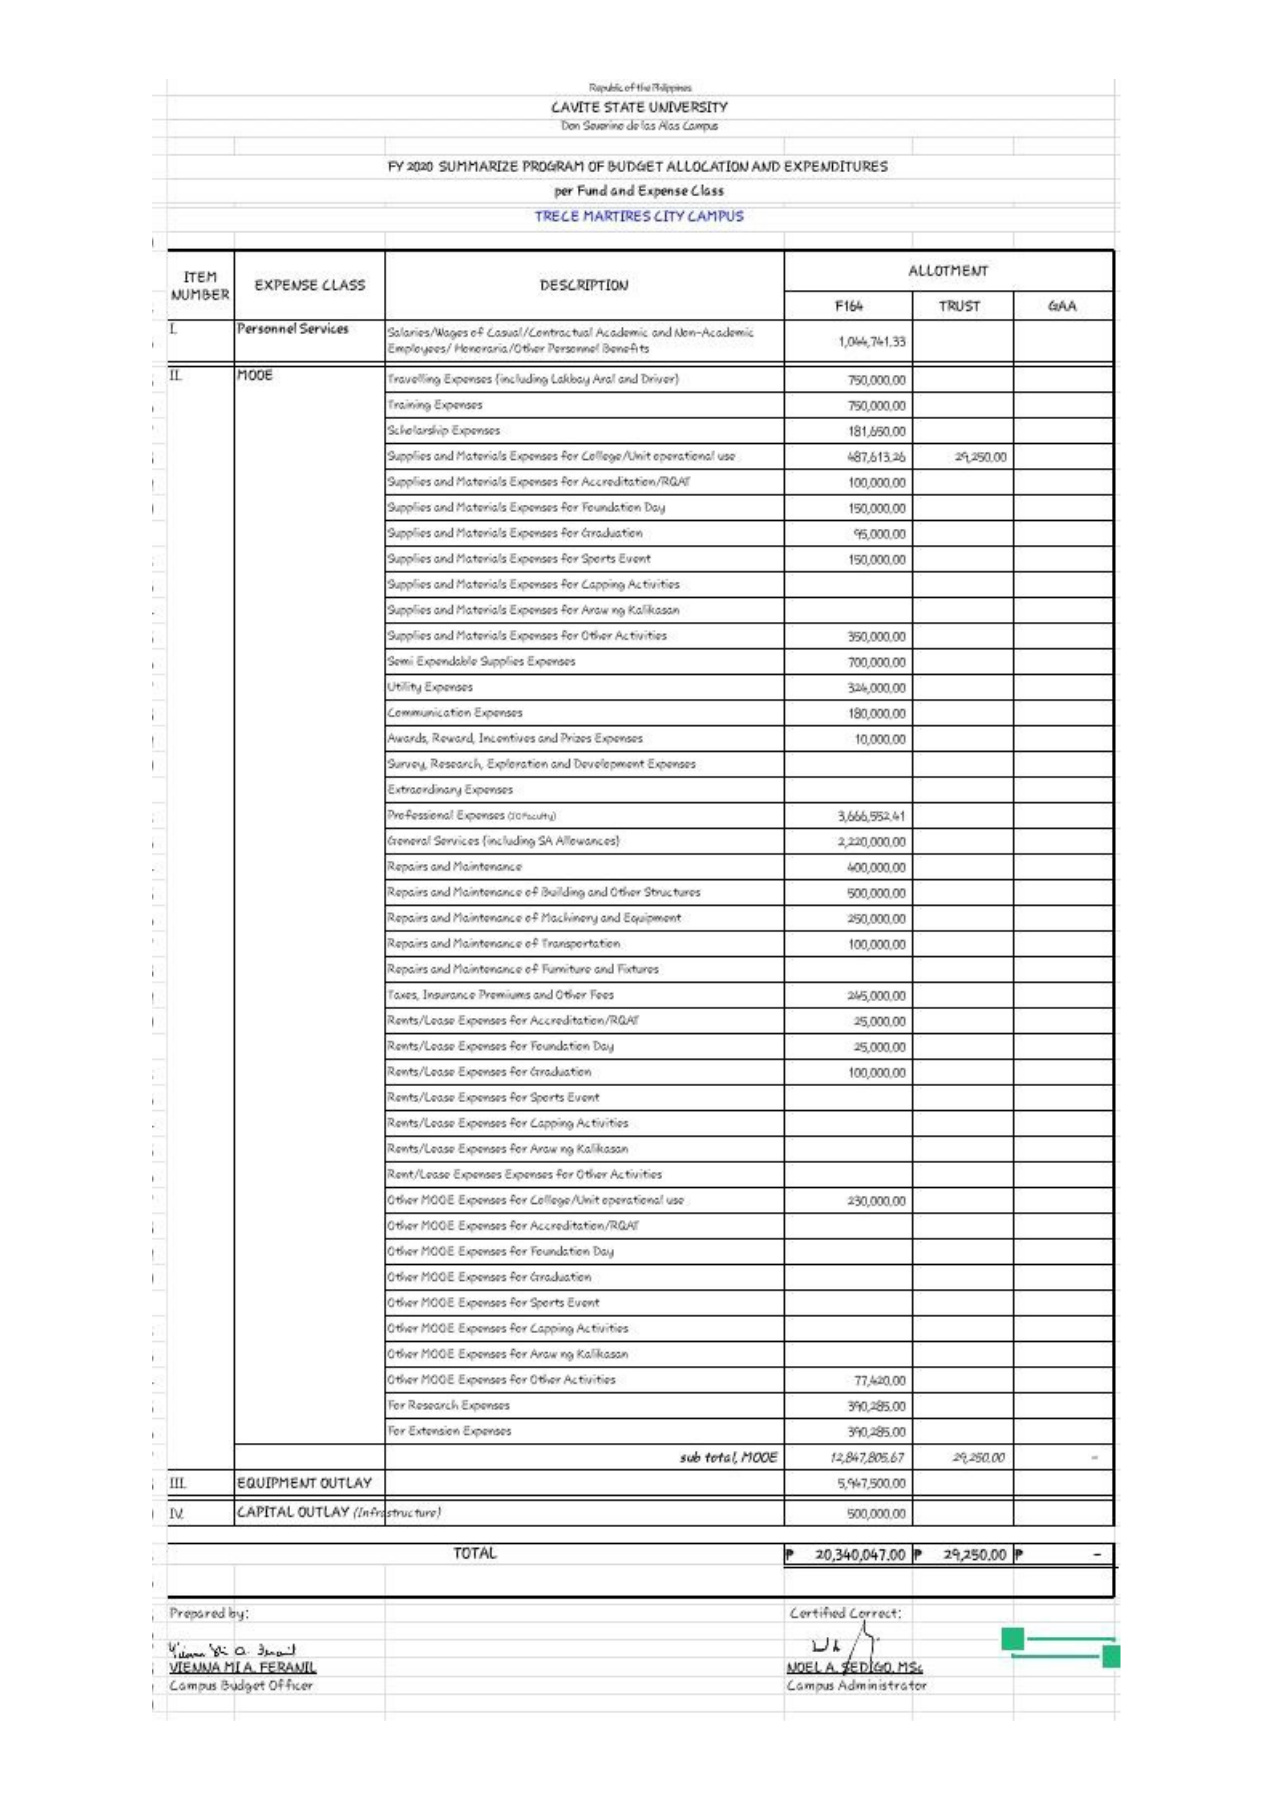 Republic of the Philippines
CAVITE STATE UNIVERSITY
Don Severino de las Alas Campus
FY 2020 SUMMARIZE PROGRAM OF BUDGET ALLOCATION AND EXPENDITURES
per Fund and Expense Class
TRECE MARTIRES CITY CAMPUS
ITEM NUMBER EXPENSE CLASS DESCRIPTION ALLOTMENT
F164 TRUST GAA
I. Personnel Services Salaries/Wages of Casual/Contractual Academic and Non-Academic
Employees/ Honoraria/Other Personnel Benefits 1,044,741.33
II. MOOE Travelling Expenses (including Lakbay Aral and Driver) 750,000.00
Training Expenses 750,000.00
Scholarship Expenses 181,650.00
Supplies and Materials Expenses for College/Unit operational use 487,613.26 29,250.00
Supplies and Materials Expenses for Accreditation/RQAT 100,000.00
Supplies and Materials Expenses for Foundation Day 150,000.00
Supplies and Materials Expenses for Graduation 95,000.00
Supplies and Materials Expenses for Sports Event 150,000.00
Supplies and Materials Expenses for Capping Activities
Supplies and Materials Expenses for Araw ng Kalikasan
Supplies and Materials Expenses for Other Activities 350,000.00
Semi Expendable Supplies Expenses 700,000.00
Utility Expenses 324,000.00
Communication Expenses 180,000.00
Awards, Reward, Incentives and Prizes Expenses 10,000.00
Survey, Research, Exploration and Development Expenses
Extraordinary Expenses
Professional Expenses (JO Faculty) 3,666,552.41
General Services (including SA Allowances) 2,220,000.00
Repairs and Maintenance 400,000.00
Repairs and Maintenance of Building and Other Structures 500,000.00
Repairs and Maintenance of Machinery and Equipment 250,000.00
Repairs and Maintenance of Transportation 100,000.00
Repairs and Maintenance of Furniture and Fixtures
Taxes, Insurance Premiums and Other Fees 245,000.00
Rents/Lease Expenses for Accreditation/RQAT 25,000.00
Rents/Lease Expenses for Foundation Day 25,000.00
Rents/Lease Expenses for Graduation 100,000.00
Rents/Lease Expenses for Sports Event
Rents/Lease Expenses for Capping Activities
Rents/Lease Expenses for Araw ng Kalikasan
Rent/Lease Expenses Expenses for Other Activities
Other MOOE Expenses for College/Unit operational use 230,000.00
Other MOOE Expenses for Accreditation/RQAT
Other MOOE Expenses for Foundation Day
Other MOOE Expenses for Graduation
Other MOOE Expenses for Sports Event
Other MOOE Expenses for Capping Activities
Other MOOE Expenses for Araw ng Kalikasan
Other MOOE Expenses for Other Activities 77,420.00
For Research Expenses 390,285.00
For Extension Expenses 390,285.00
sub total, MOOE 12,847,805.67 29,250.00 -
III. EQUIPMENT OUTLAY 5,947,500.00
IV. CAPITAL OUTLAY (Infrastructure) 500,000.00
TOTAL ₱ 20,340,047.00 ₱ 29,250.00 ₱ -
Prepared by: Certified Correct:
VIENNA MI A. FERANIL NOEL A. SEDIGO, MSc
Campus Budget Officer Campus Administrator